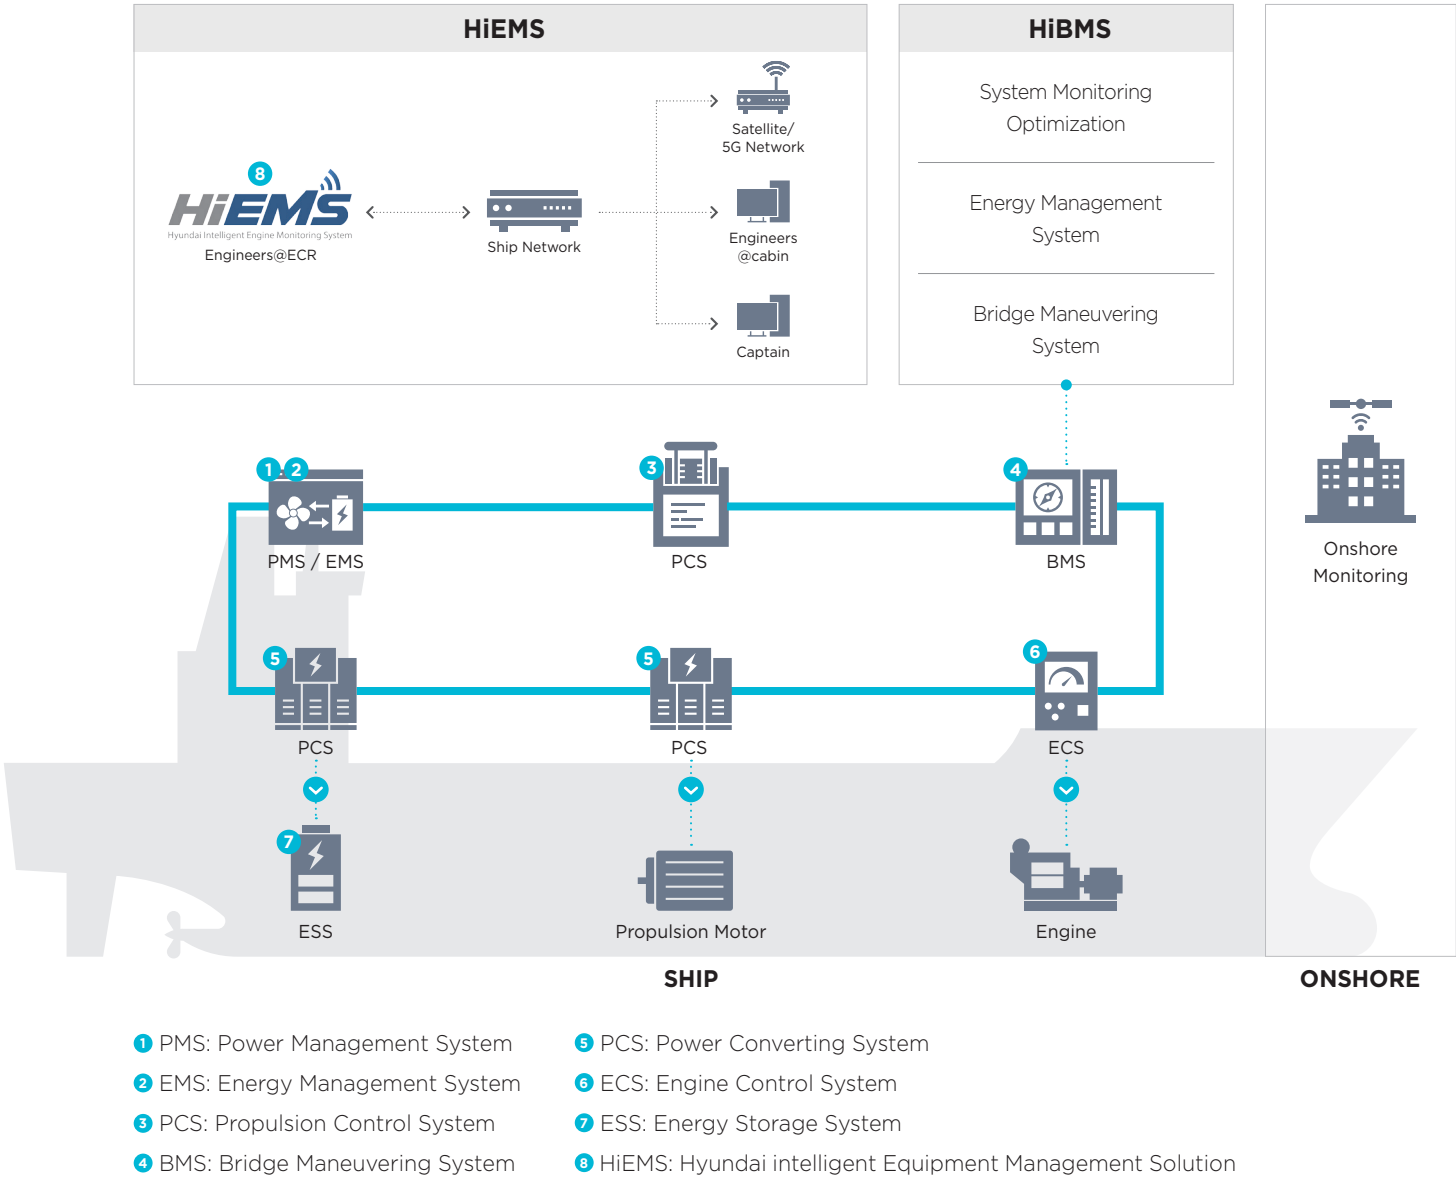 HiEMS
8
HiEMS
Hyundai Intelligent Engine Monitoring System
Engineers@ECR
Ship Network
Satellite/
5G Network
Engineers
@cabin
Captain
HiBMS
System Monitoring
Optimization
Energy Management
System
Bridge Maneuvering
System
1 2
PMS / EMS
3
PCS
4
BMS
Onshore
Monitoring
5
PCS
5
PCS
6
ECS
7
ESS
Propulsion Motor
Engine
SHIP
ONSHORE
1 PMS: Power Management System
2 EMS: Energy Management System
3 PCS: Propulsion Control System
4 BMS: Bridge Maneuvering System
5 PCS: Power Converting System
6 ECS: Engine Control System
7 ESS: Energy Storage System
8 HiEMS: Hyundai intelligent Equipment Management Solution